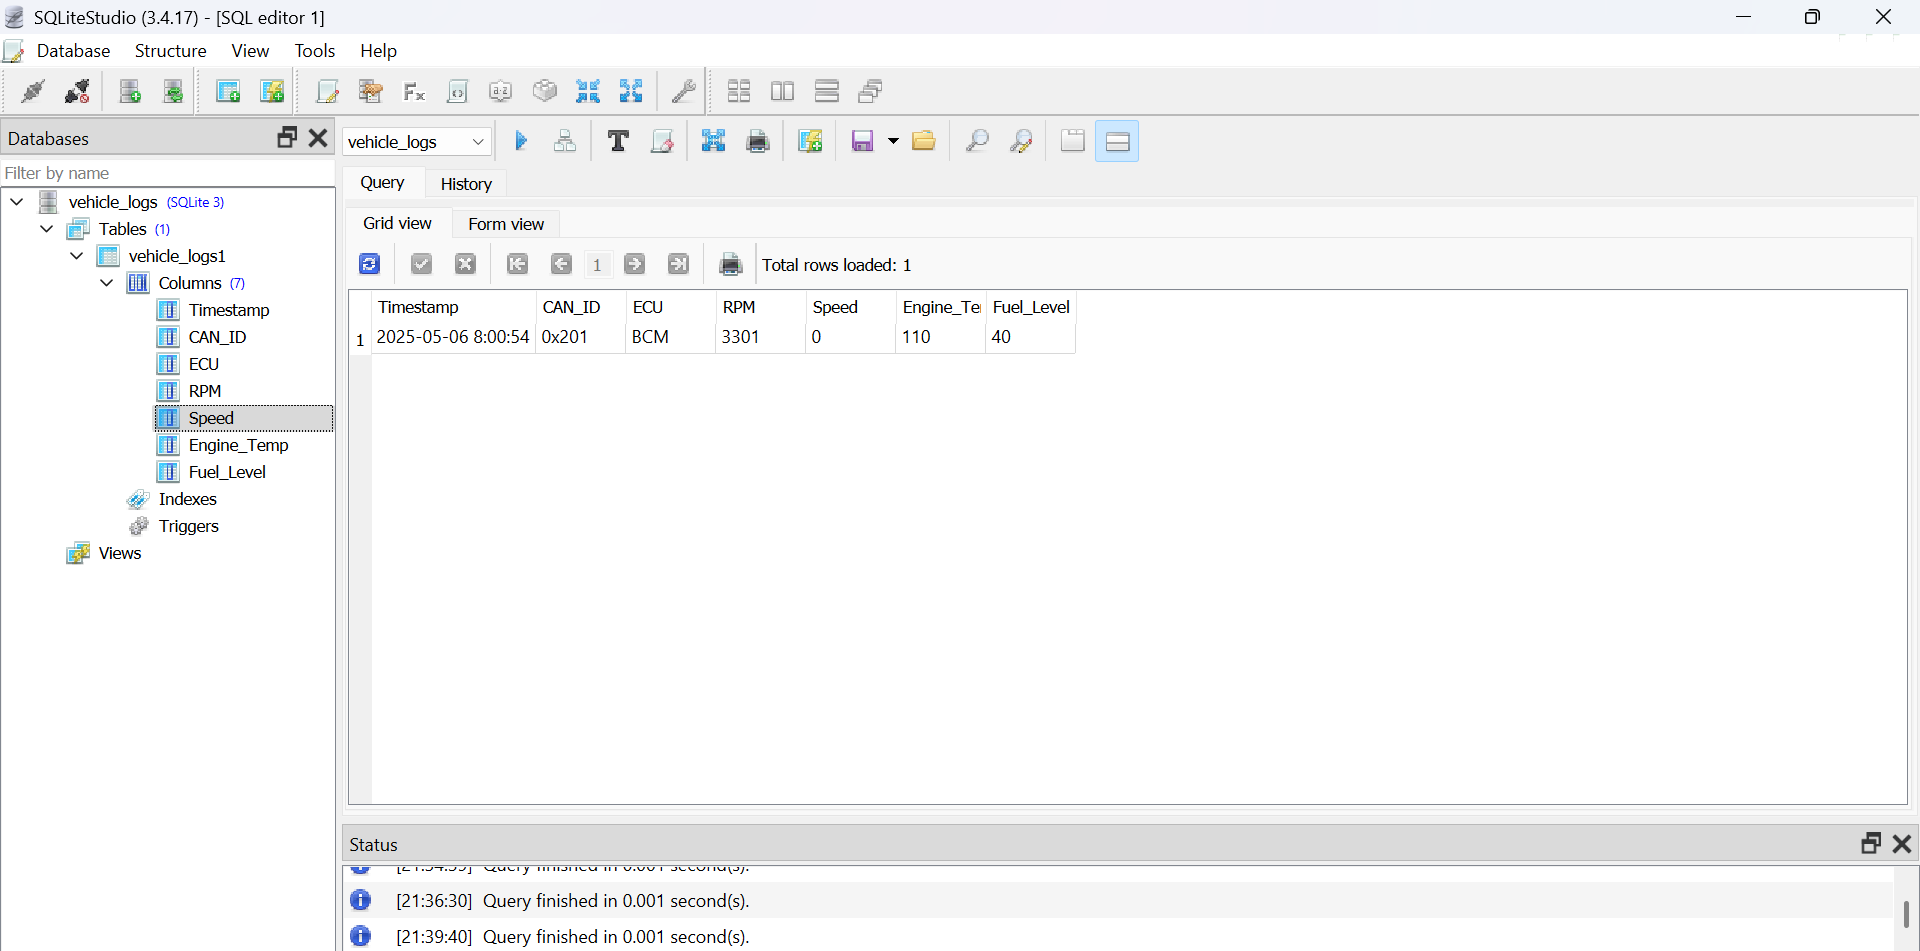 SQLiteStudio (3.4.17) - [SQL editor 1]
Database Structure View Tools Help
Databases
vehicle_logs
Filter by name
Query History
vehicle_logs (SQLite 3)
Tables (1)
vehicle_logs1
Columns (7)
Timestamp
CAN_ID
ECU
RPM
Speed
Engine_Temp
Fuel_Level
Indexes
Triggers
Views
Grid view Form view
1 Total rows loaded: 1
Timestamp CAN_ID ECU RPM Speed Engine_Te Fuel_Level
1 2025-05-06 8:00:54 0x201 BCM 3301 0 110 40
Status
Query finished in 0.001 second(s).
[21:36:30] Query finished in 0.001 second(s).
[21:39:40] Query finished in 0.001 second(s).